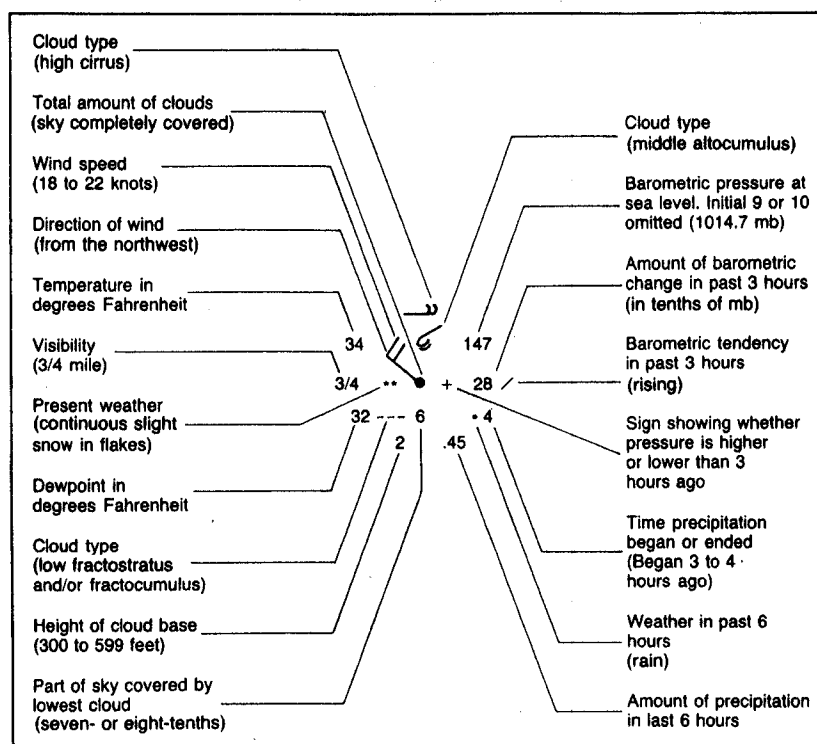 Cloud type
(high cirrus)
Total amount of clouds
(sky completely covered)
Wind speed
(18 to 22 knots)
Direction of wind
(from the northwest)
Temperature in
degrees Fahrenheit
Visibility
(3/4 mile)
Present weather
(continuous slight
snow in flakes)
Dewpoint in
degrees Fahrenheit
Cloud type
(low fractostratus
and/or fractocumulus)
Height of cloud base
(300 to 599 feet)
Part of sky covered by
lowest cloud
(seven- or eight-tenths)
34 147
3/4 ** + 28
32 --- 6 • 4
2 .45
Cloud type
(middle altocumulus)
Barometric pressure at
sea level. Initial 9 or 10
omitted (1014.7 mb)
Amount of barometric
change in past 3 hours
(in tenths of mb)
Barometric tendency
in past 3 hours
(rising)
Sign showing whether
pressure is higher
or lower than 3
hours ago
Time precipitation
began or ended
(Began 3 to 4
hours ago)
Weather in past 6
hours
(rain)
Amount of precipitation
in last 6 hours